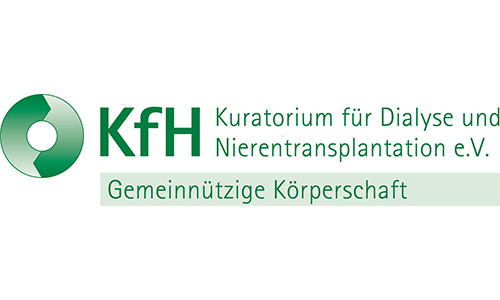 KfH
Kuratorium für Dialyse und
Nierentransplantation e.V.
Gemeinnützige Körperschaft